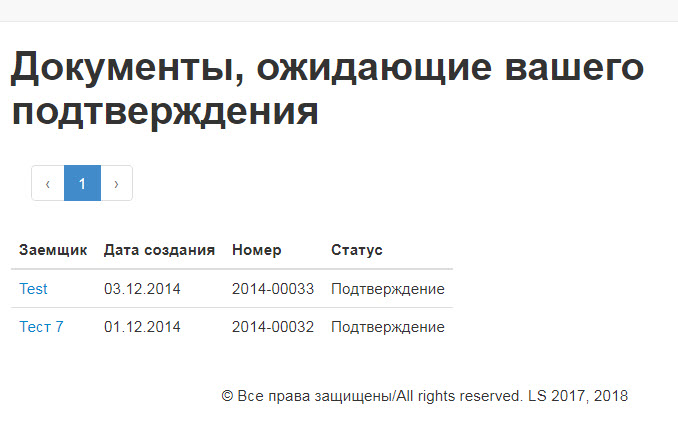 Документы, ожидающие вашего
подтверждения
‹ 1 ›
Заемщик Дата создания Номер Статус
Test 03.12.2014 2014-00033 Подтверждение
Тест 7 01.12.2014 2014-00032 Подтверждение
© Все права защищены/All rights reserved. LS 2017, 2018